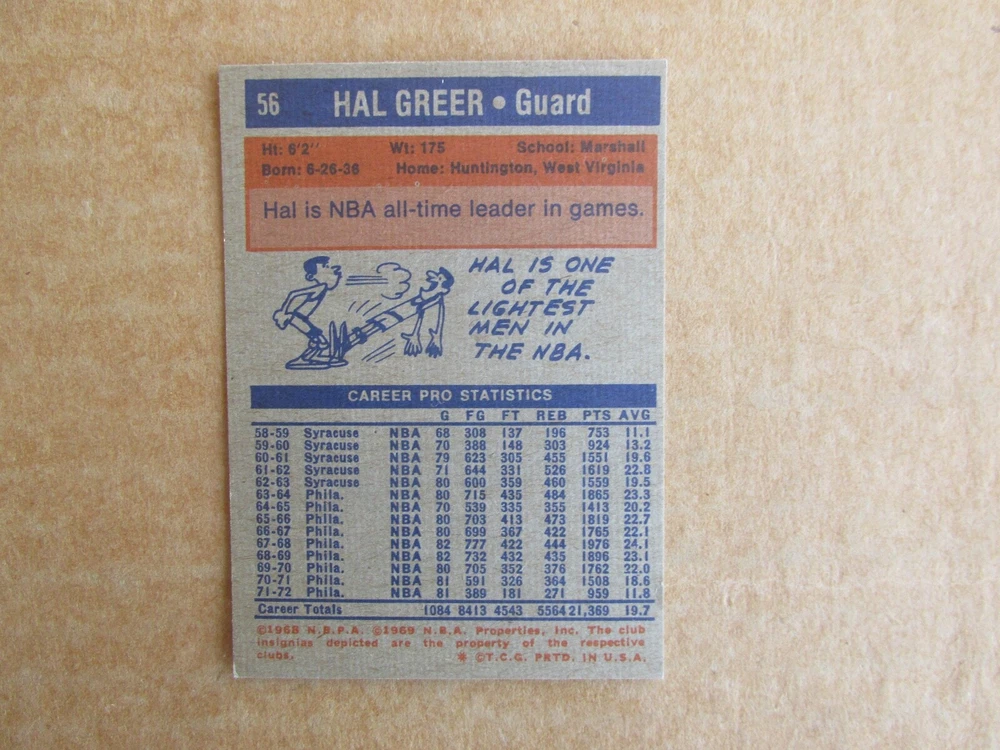 56 HAL GREER • Guard
Ht: 6'2" Wt: 175 School: Marshall
Born: 6-26-36 Home: Huntington, West Virginia
Hal is NBA all-time leader in games.
HAL IS ONE
OF THE
LIGHTEST
MEN IN
THE NBA.
CAREER PRO STATISTICS
G FG FT REB PTS AVG
58-59 Syracuse NBA 68 308 137 196 753 11.1
59-60 Syracuse NBA 70 388 148 303 924 13.2
60-61 Syracuse NBA 79 623 305 455 1551 19.6
61-62 Syracuse NBA 71 644 331 526 1619 22.8
62-63 Syracuse NBA 80 600 359 460 1559 19.5
63-64 Phila. NBA 80 715 435 484 1865 23.3
64-65 Phila. NBA 70 539 335 355 1413 20.2
65-66 Phila. NBA 80 703 413 473 1819 22.7
66-67 Phila. NBA 80 699 367 422 1765 22.1
67-68 Phila. NBA 82 777 422 444 1976 24.1
68-69 Phila. NBA 82 732 432 435 1896 23.1
69-70 Phila. NBA 80 705 352 376 1762 22.0
70-71 Phila. NBA 81 591 326 364 1508 18.6
71-72 Phila. NBA 81 389 181 271 959 11.8
Career Totals 1084 8413 4543 5564 21,369 19.7
©1968 N.B.P.A. ©1969 N.B.A. Properties, Inc. The club
insignias depicted are the property of the respective
clubs. * ©T.C.G. PRTD. IN U.S.A.